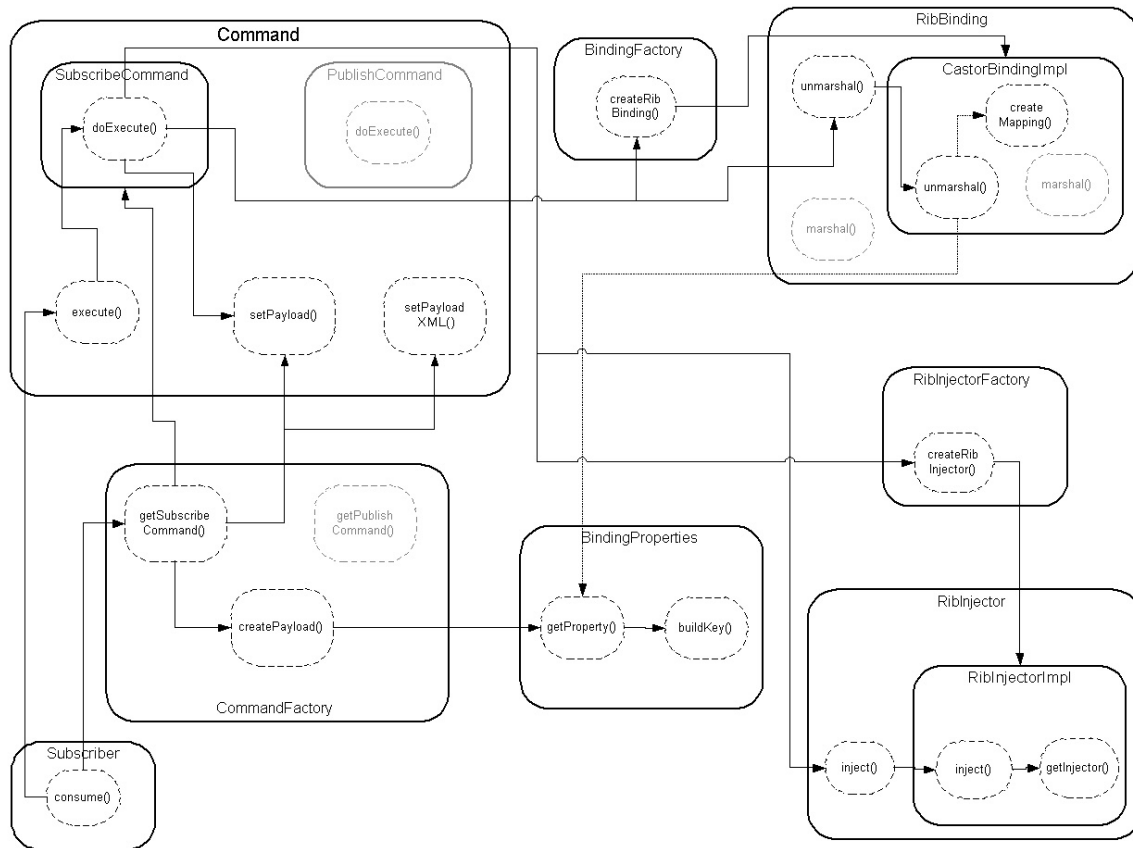 Command
SubscribeCommand
doExecute()
PublishCommand
doExecute()
execute()
setPayload()
setPayload
XML()
BindingFactory
createRib
Binding()
RibBinding
unmarshal()
marshal()
CastorBindingImpl
create
Mapping()
unmarshal()
marshal()
RibInjectorFactory
createRib
Injector()
getSubscribe
Command()
getPublish
Command()
createPayload()
CommandFactory
BindingProperties
getProperty()
buildKey()
RibInjector
RibInjectorImpl
inject()
inject()
getInjector()
Subscriber
consume()